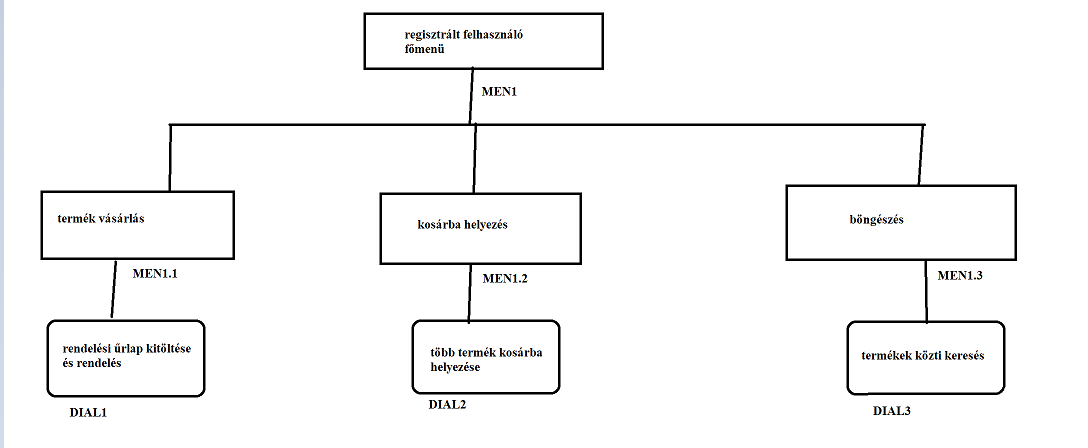 regisztrált felhasználó
főmenü
MEN1
termék vásárlás
kosárba helyezés
böngészés
MEN1.1
MEN1.2
MEN1.3
rendelési űrlap kitöltése
és rendelés
több termék kosárba
helyezése
termékek közti keresés
DIAL1
DIAL2
DIAL3